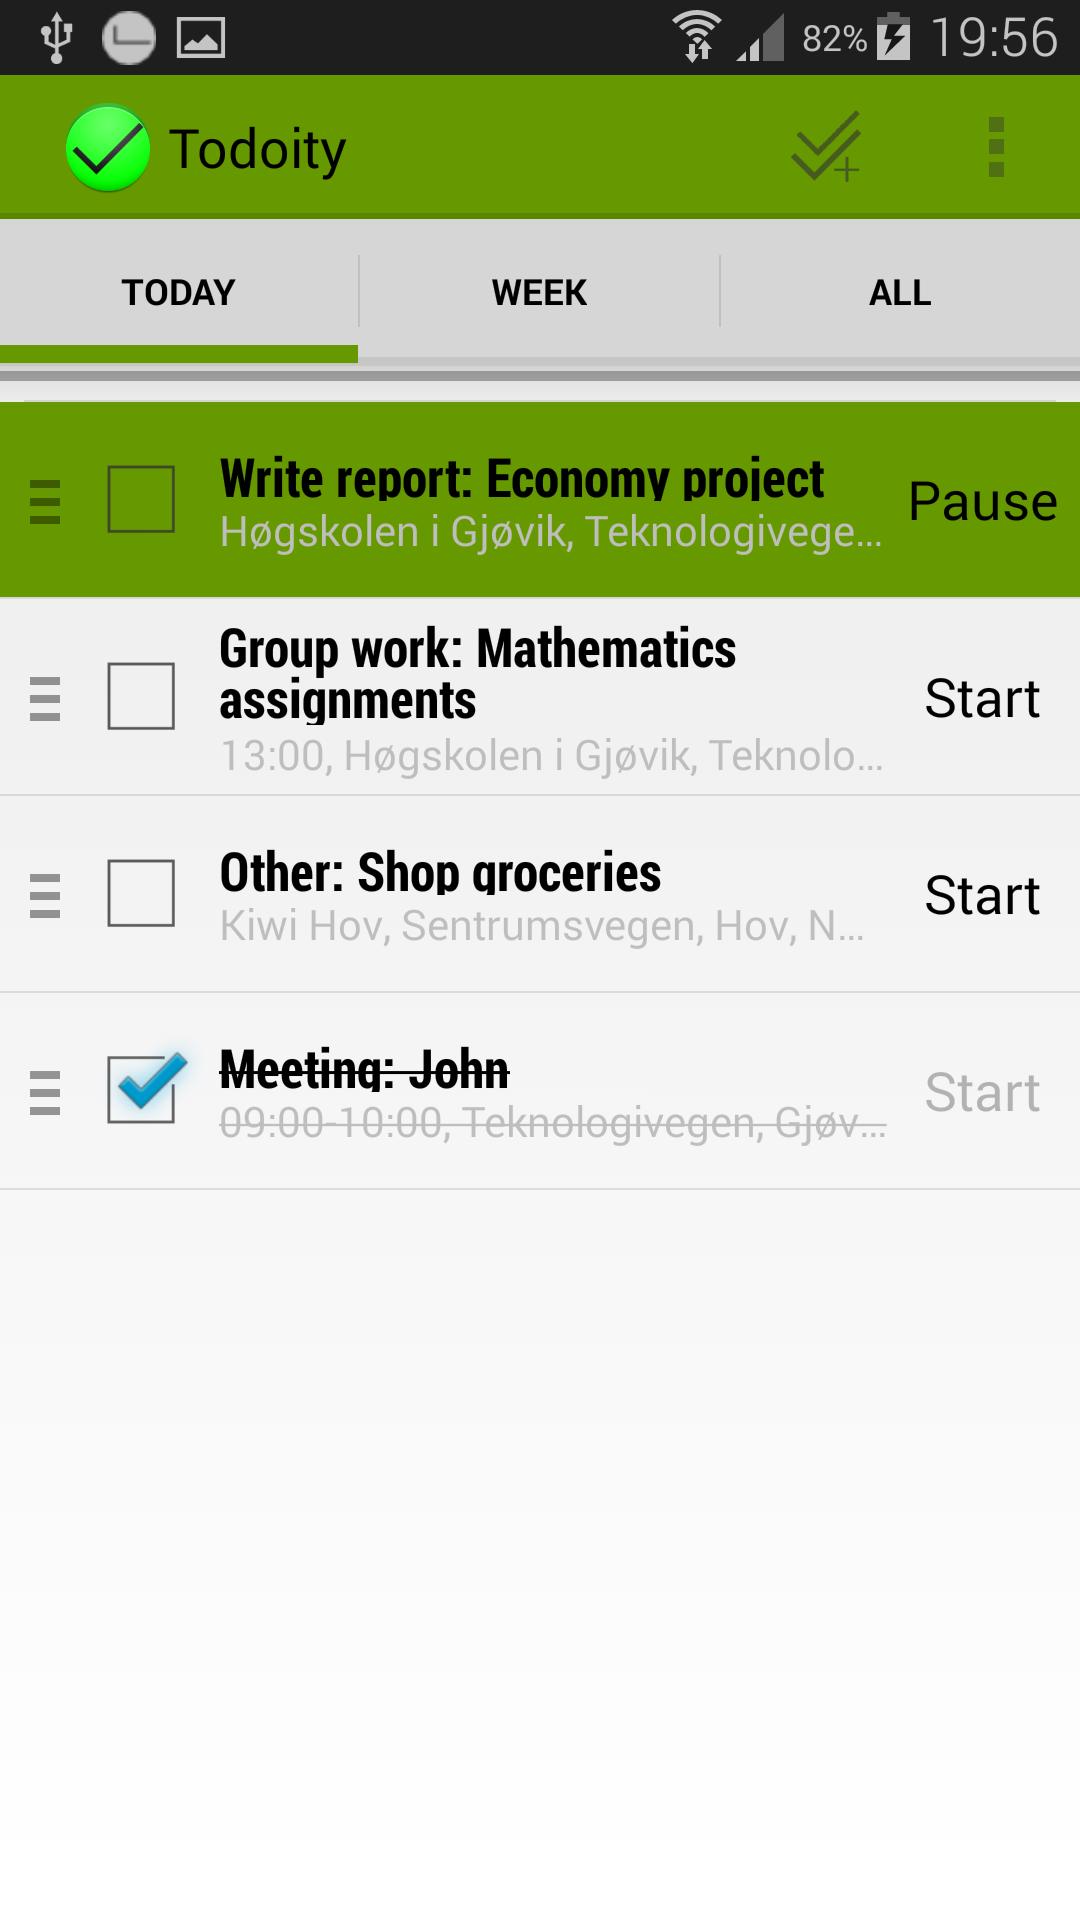 82% 19:56
Todoity
TODAY WEEK ALL
Write report: Economy project
Høgskolen i Gjøvik, Teknologivege...
Pause
Group work: Mathematics
assignments
13:00, Høgskolen i Gjøvik, Teknolo...
Start
Other: Shop groceries
Kiwi Hov, Sentrumsvegen, Hov, N...
Start
Meeting: John
09:00-10:00, Teknologivegen, Gjøv...
Start